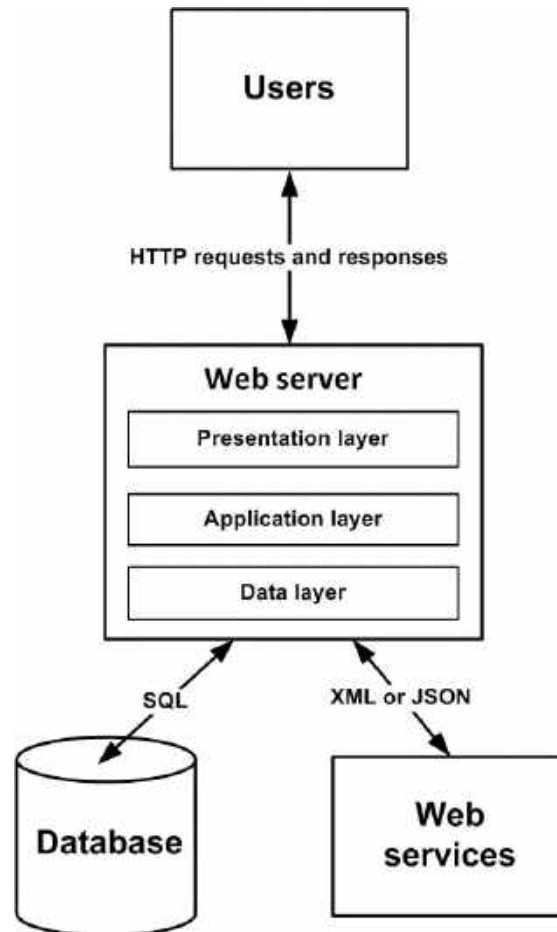 Users
HTTP requests and responses
Web server
Presentation layer
Application layer
Data layer
SQL
XML or JSON
Database
Web
services